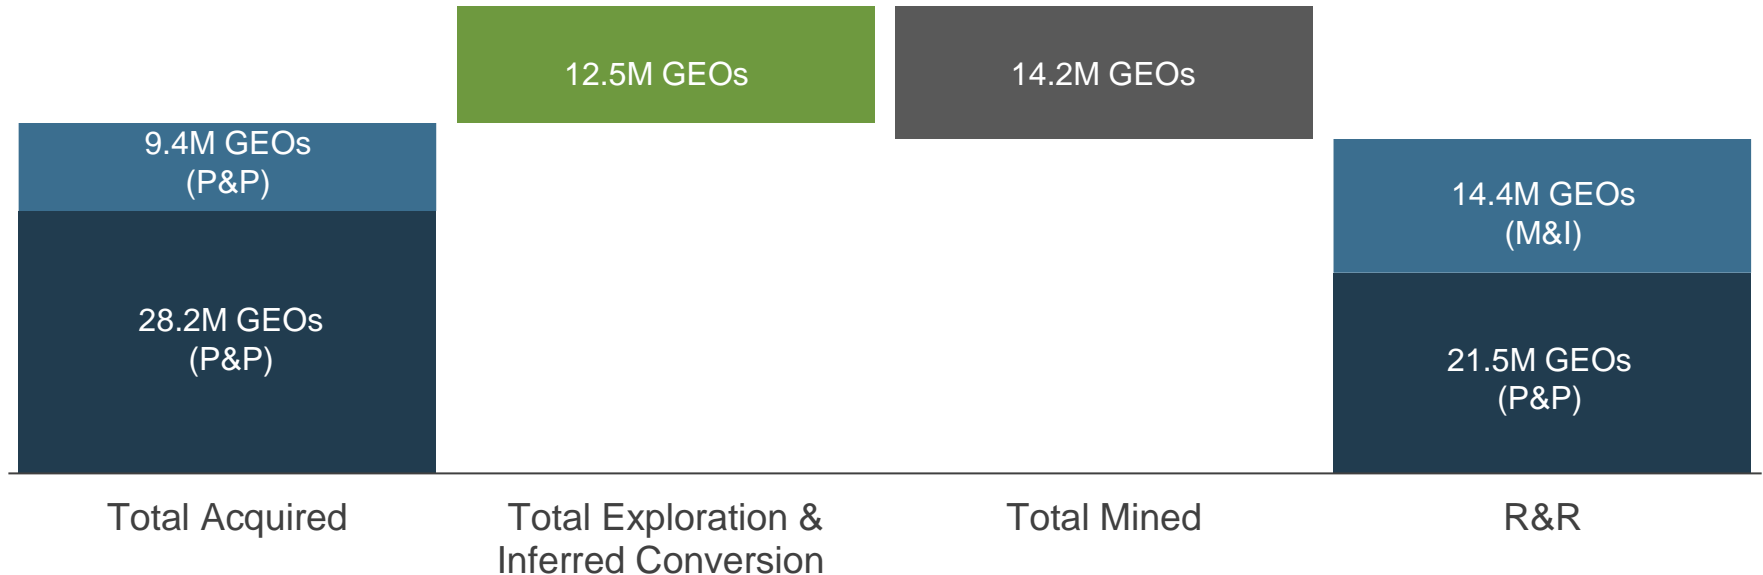 12.5M GEOs
14.2M GEOs
9.4M GEOs
(P&P)
14.4M GEOs
(M&I)
28.2M GEOs
(P&P)
21.5M GEOs
(P&P)
Total Acquired
Total Exploration &
Inferred Conversion
Total Mined
R&R